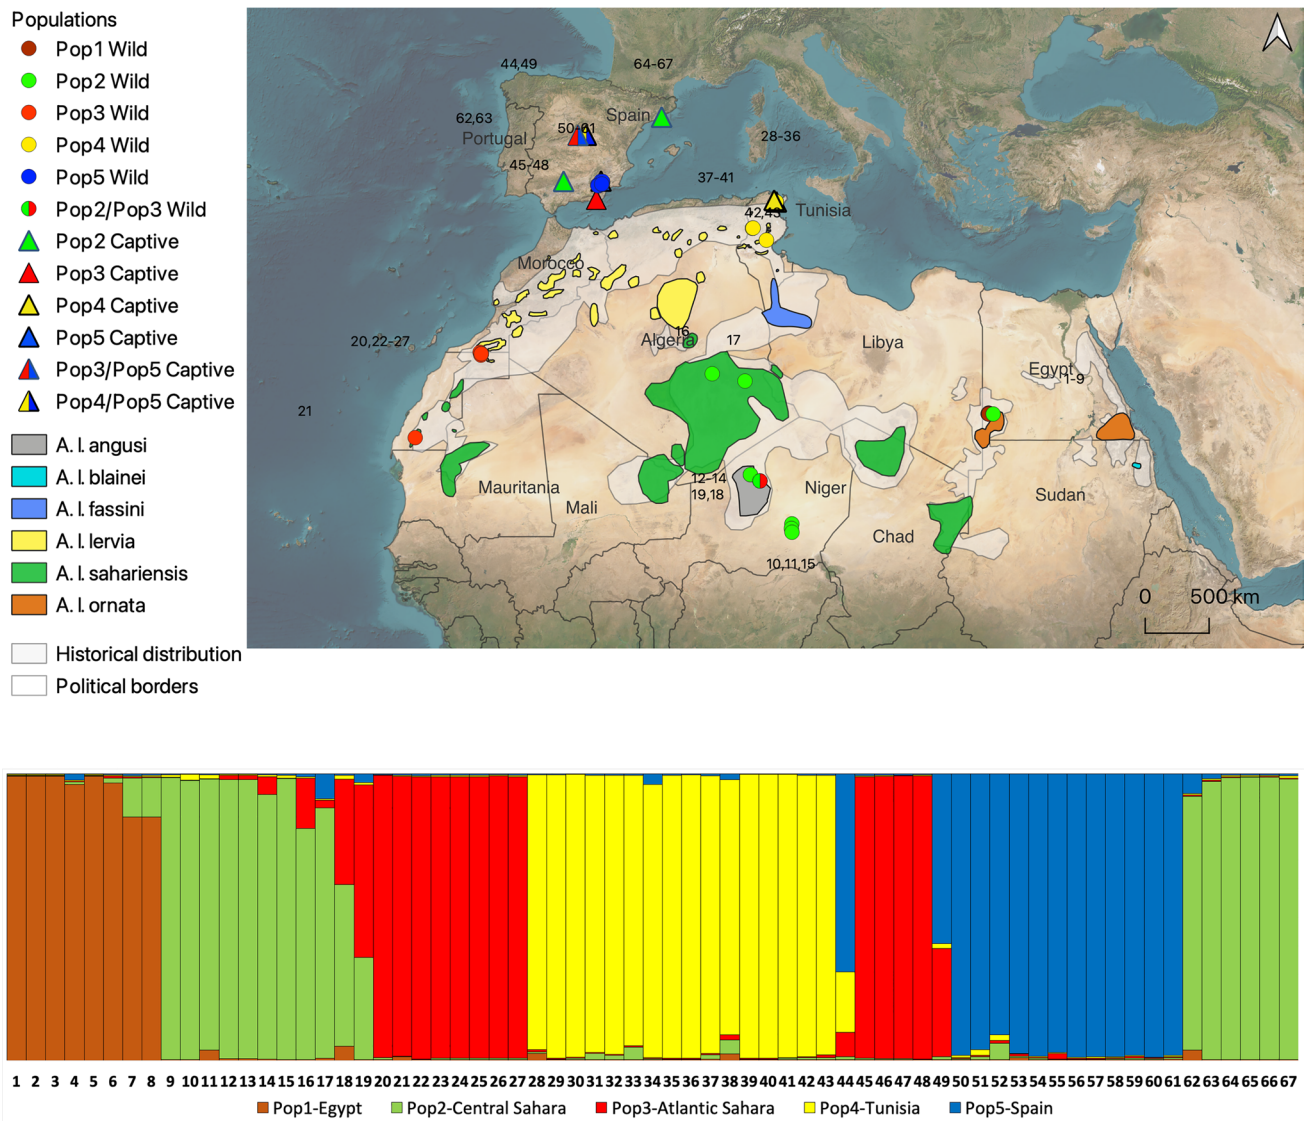 Populations
Pop1 Wild
Pop2 Wild
Pop3 Wild
Pop4 Wild
Pop5 Wild
Pop2/Pop3 Wild
Pop2 Captive
Pop3 Captive
Pop4 Captive
Pop5 Captive
Pop3/Pop5 Captive
Pop4/Pop5 Captive
A. l. angusi
A. l. blainei
A. l. fassini
A. l. lervia
A. l. sahariensis
A. l. ornata
Historical distribution
Political borders
44,49
64-67
62,63
Spain
50-61
Portugal
28-36
45-48
37-41
42,43
Tunisia
Morocco
20,22-27
16
Algeria
17
Libya
Egypt
1-9
21
12-14
19,18
Mauritania
Mali
Niger
Sudan
Chad
10,11,15
0 500 km
1 2 3 4 5 6 7 8 9 10 11 12 13 14 15 16 17 18 19 20 21 22 23 24 25 26 27 28 29 30 31 32 33 34 35 36 37 38 39 40 41 42 43 44 45 46 47 48 49 50 51 52 53 54 55 56 57 58 59 60 61 62 63 64 65 66 67
Pop1-Egypt Pop2-Central Sahara Pop3-Atlantic Sahara Pop4-Tunisia Pop5-Spain